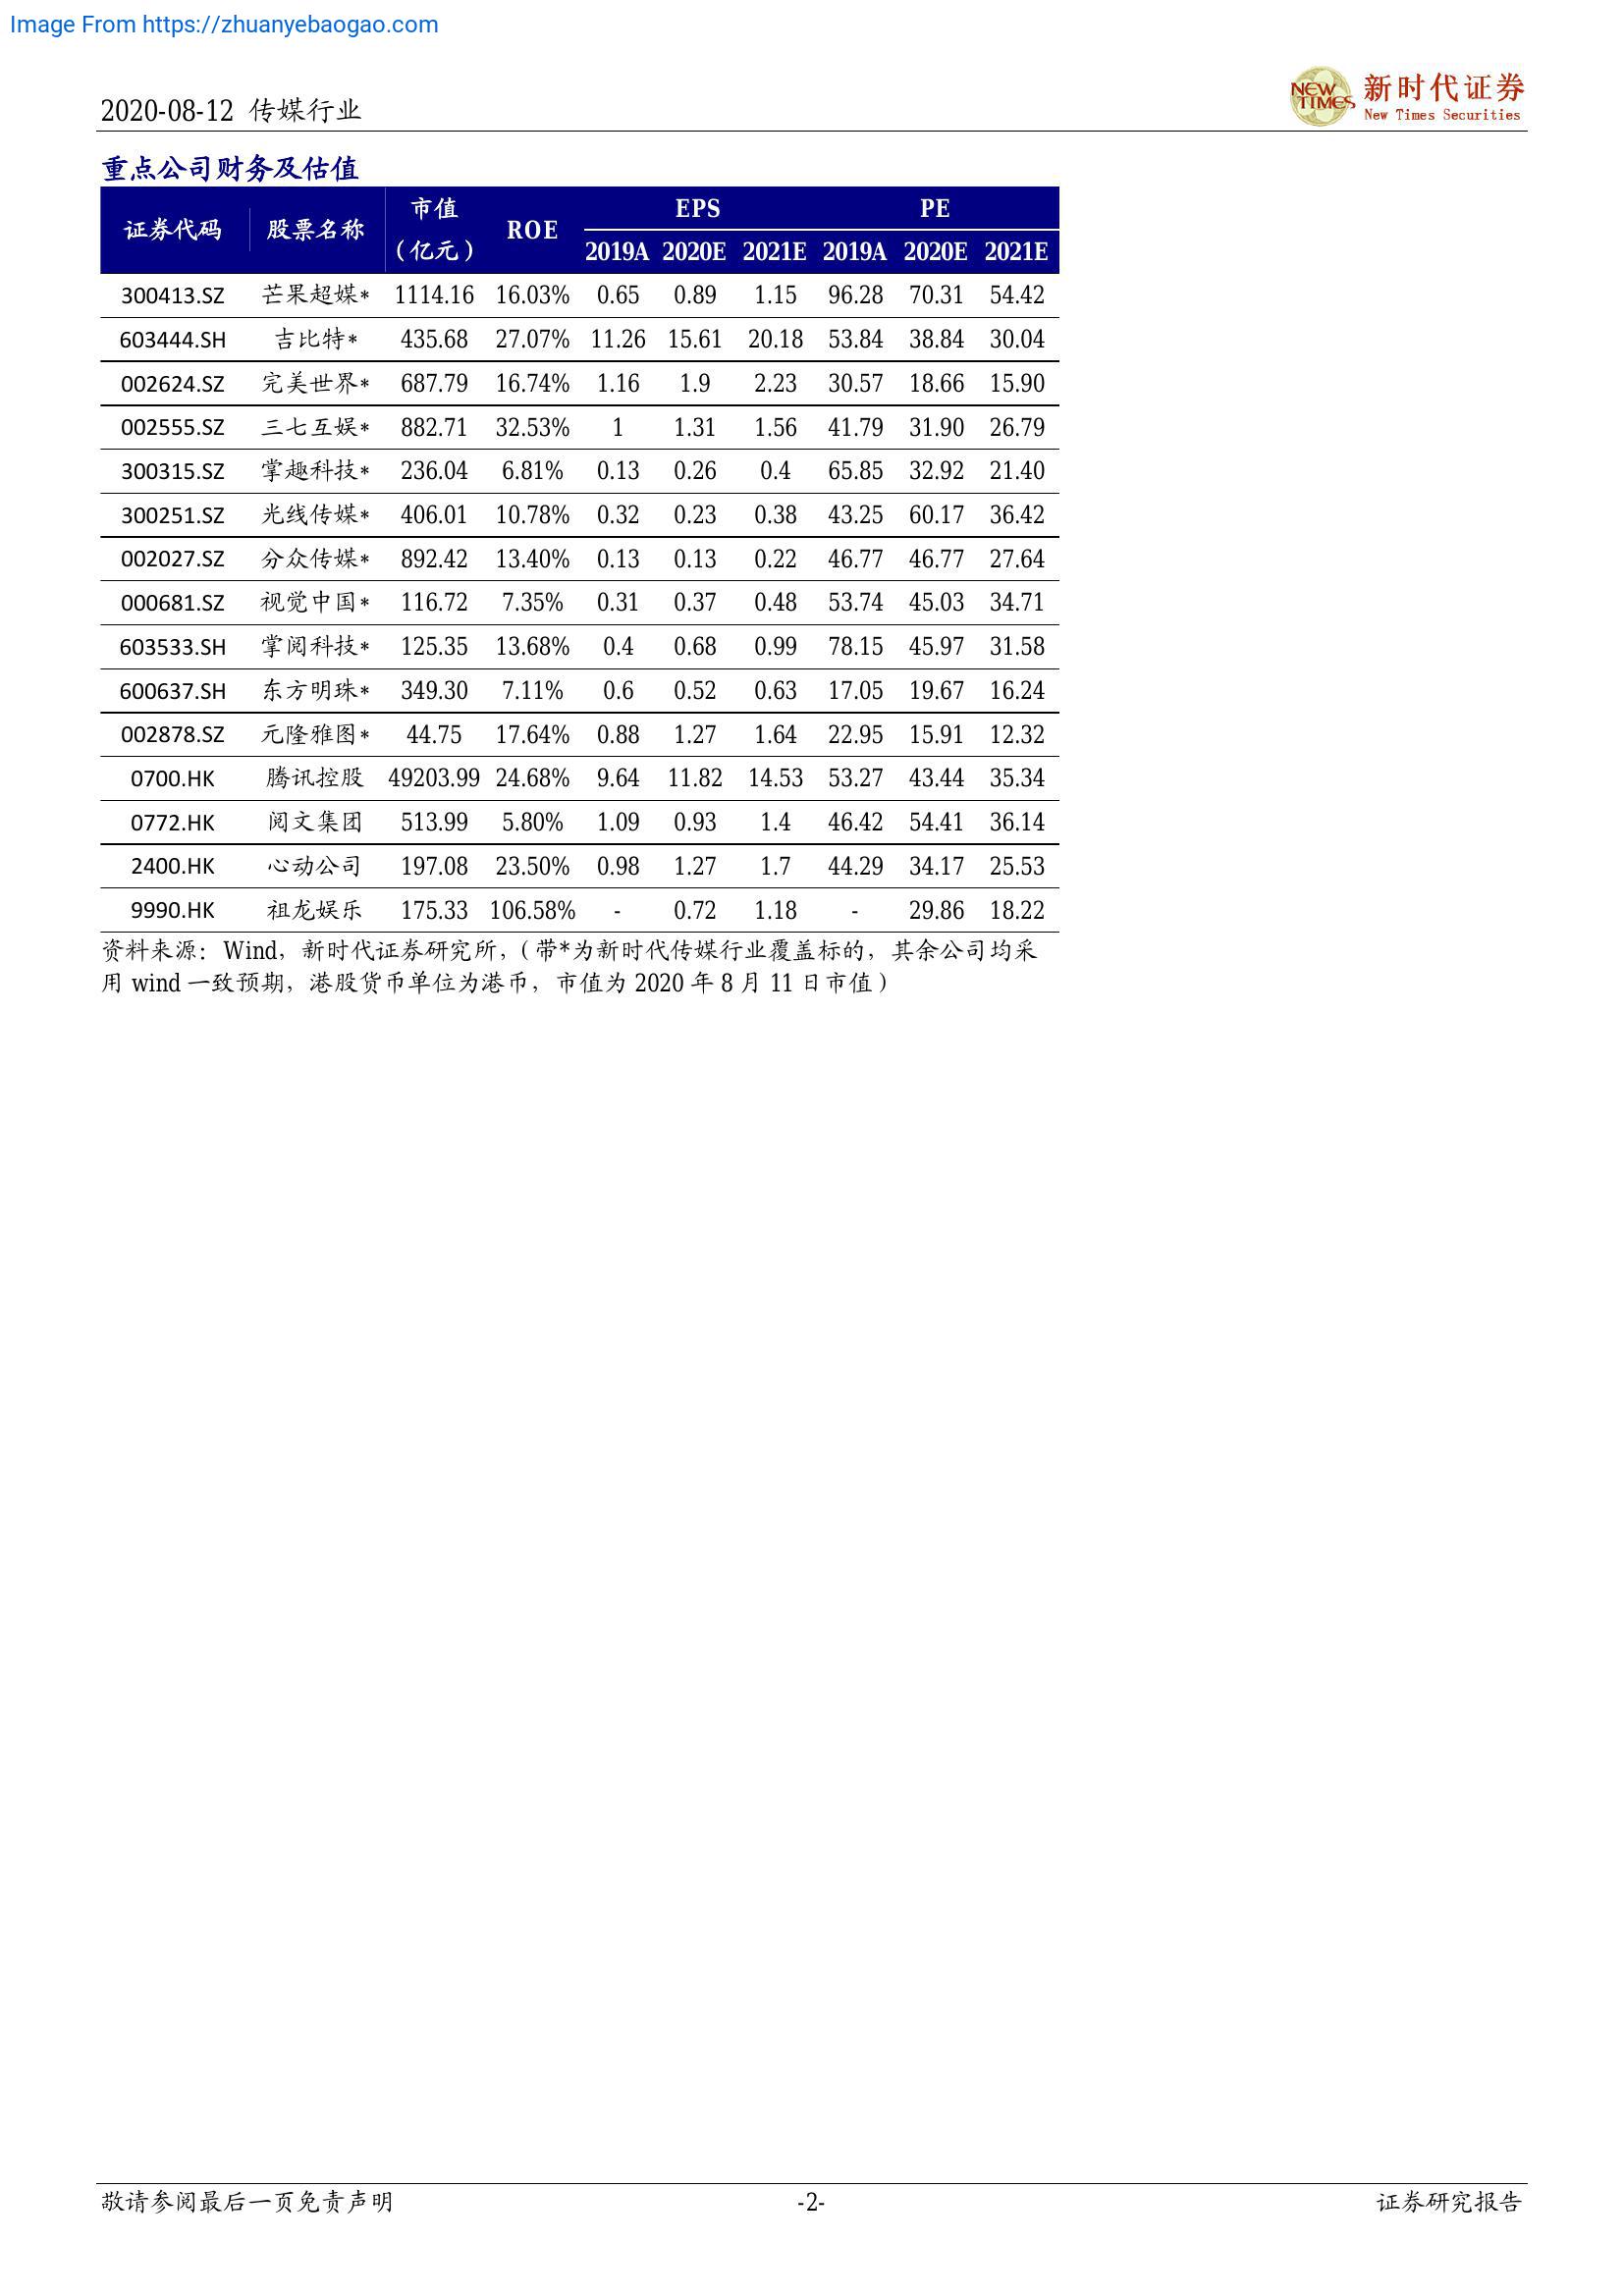 Image From https://zhuanyebaogao.com
2020-08-12 传媒行业
NEW TIMES 新时代证券
New Times Securities
重点公司财务及估值
证券代码 股票名称 市值（亿元） ROE EPS PE
2019A 2020E 2021E 2019A 2020E 2021E
300413.SZ 芒果超媒* 1114.16 16.03% 0.65 0.89 1.15 96.28 70.31 54.42
603444.SH 吉比特* 435.68 27.07% 11.26 15.61 20.18 53.84 38.84 30.04
002624.SZ 完美世界* 687.79 16.74% 1.16 1.9 2.23 30.57 18.66 15.90
002555.SZ 三七互娱* 882.71 32.53% 1 1.31 1.56 41.79 31.90 26.79
300315.SZ 掌趣科技* 236.04 6.81% 0.13 0.26 0.4 65.85 32.92 21.40
300251.SZ 光线传媒* 406.01 10.78% 0.32 0.23 0.38 43.25 60.17 36.42
002027.SZ 分众传媒* 892.42 13.40% 0.13 0.13 0.22 46.77 46.77 27.64
000681.SZ 视觉中国* 116.72 7.35% 0.31 0.37 0.48 53.74 45.03 34.71
603533.SH 掌阅科技* 125.35 13.68% 0.4 0.68 0.99 78.15 45.97 31.58
600637.SH 东方明珠* 349.30 7.11% 0.6 0.52 0.63 17.05 19.67 16.24
002878.SZ 元隆雅图* 44.75 17.64% 0.88 1.27 1.64 22.95 15.91 12.32
0700.HK 腾讯控股 49203.99 24.68% 9.64 11.82 14.53 53.27 43.44 35.34
0772.HK 阅文集团 513.99 5.80% 1.09 0.93 1.4 46.42 54.41 36.14
2400.HK 心动公司 197.08 23.50% 0.98 1.27 1.7 44.29 34.17 25.53
9990.HK 祖龙娱乐 175.33 106.58% - 0.72 1.18 - 29.86 18.22
资料来源：Wind，新时代证券研究所，（带*为新时代传媒行业覆盖标的，其余公司均采
用 wind 一致预期，港股货币单位为港币，市值为 2020 年 8 月 11 日市值）
敬请参阅最后一页免责声明 -2- 证券研究报告